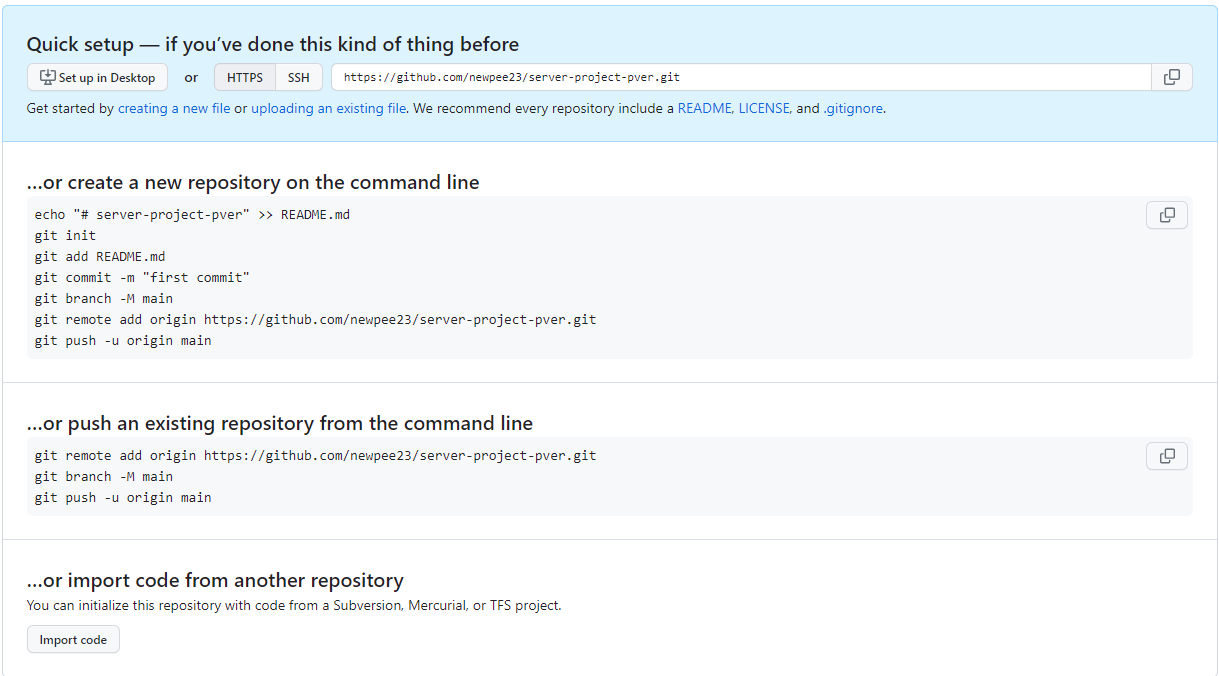 Quick setup — if you’ve done this kind of thing before
Set up in Desktop or HTTPS SSH https://github.com/newpee23/server-project-pver.git
Get started by creating a new file or uploading an existing file. We recommend every repository include a README, LICENSE, and .gitignore.
…or create a new repository on the command line
echo "# server-project-pver" >> README.md
git init
git add README.md
git commit -m "first commit"
git branch -M main
git remote add origin https://github.com/newpee23/server-project-pver.git
git push -u origin main
…or push an existing repository from the command line
git remote add origin https://github.com/newpee23/server-project-pver.git
git branch -M main
git push -u origin main
…or import code from another repository
You can initialize this repository with code from a Subversion, Mercurial, or TFS project.
Import code